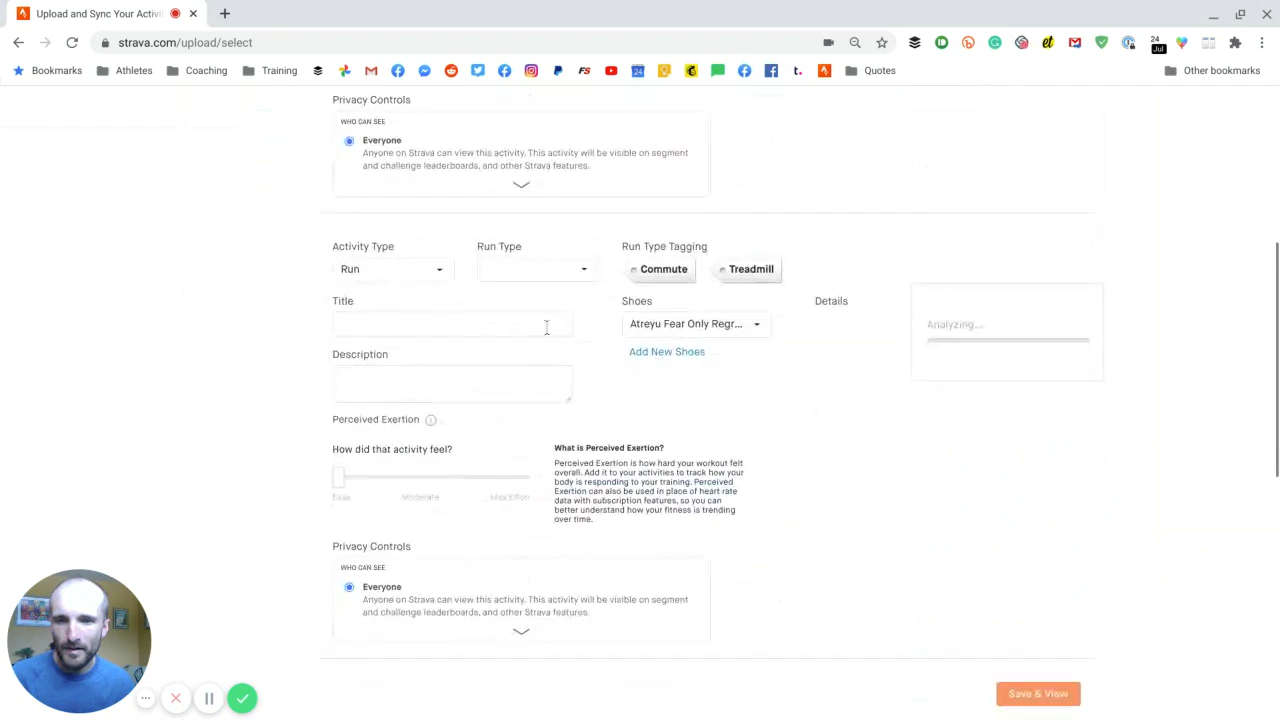 Upload and Sync Your Activi
strava.com/upload/select
24
Jul
Bookmarks
Athletes
Coaching
Training
24
t.
Quotes
Other bookmarks
Privacy Controls
WHO CAN SEE
Everyone
Anyone on Strava can view this activity. This activity will be visible on segment
and challenge leaderboards, and other Strava features.
Activity Type
Run Type
Run Type Tagging
Run
Commute
Treadmill
Title
Shoes
Details
Atreyu Fear Only Regr...
Analyzing...
Add New Shoes
Description
Perceived Exertion
How did that activity feel?
What is Perceived Exertion?
Perceived Exertion is how hard your workout felt
overall. Add it to your activities to track how your
body is responding to your training. Perceived
Exertion can also be used in place of heart rate
data with subscription features, so you can
better understand how your fitness is trending
over time.
Moderate
Max Effort
Privacy Controls
WHO CAN SEE
Everyone
Anyone on Strava can view this activity. This activity will be visible on segment
and challenge leaderboards, and other Strava features.
Save & View